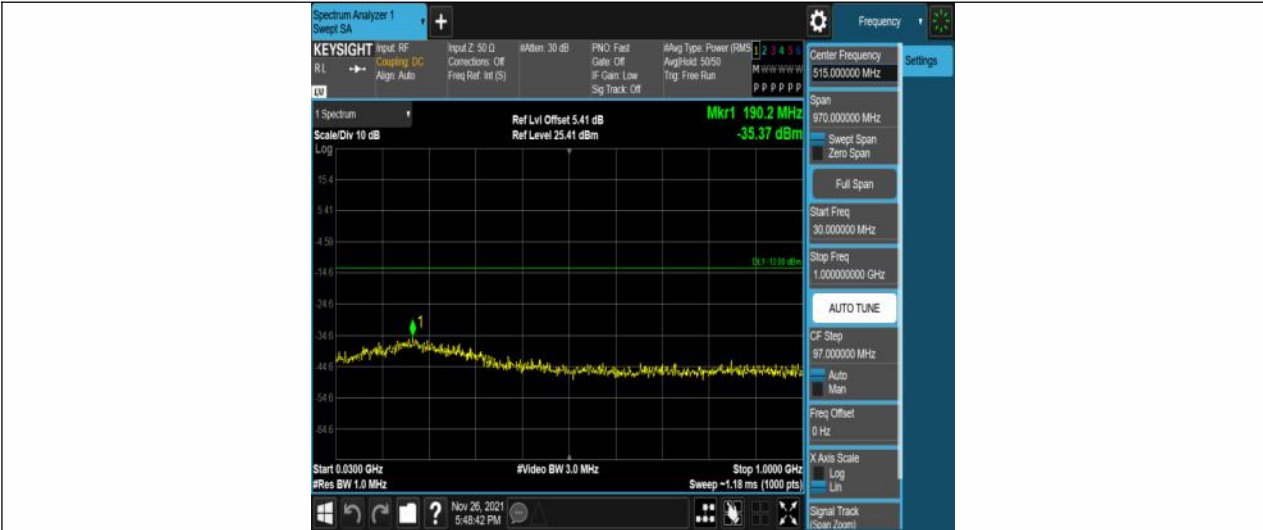 Spectrum Analyzer 1
Swept SA
Frequency
KEYSIGHT
RL
Input: RF
Coupling: DC
Align: Auto
Input Z: 50 Ω
Corrections: Off
Freq Ref: Int (S)
#Atten: 30 dB
PNO: Fast
Gate: Off
IF Gain: Low
Sig Track: Off
#Avg Type: Power (RMS
Avg|Hold: 50/50
Trig: Free Run
1 2 3 4 5 6
M W W W W W
P P P P P P
LV
1 Spectrum
Scale/Div 10 dB
Log
Ref Lvl Offset 5.41 dB
Ref Level 25.41 dBm
Mkr1 190.2 MHz
-35.37 dBm
15.4
5.41
-4.59
DL1 -13.00 dBm
-14.6
-24.6
1
-34.6
-44.6
-54.6
-64.6
Start 0.0300 GHz
#Res BW 1.0 MHz
#Video BW 3.0 MHz
Stop 1.0000 GHz
Sweep ~1.18 ms (1000 pts)
?
Nov 26, 2021
5:48:42 PM
Center Frequency
515.000000 MHz
Settings
Span
970.000000 MHz
Swept Span
Zero Span
Full Span
Start Freq
30.000000 MHz
Stop Freq
1.000000000 GHz
AUTO TUNE
CF Step
97.000000 MHz
Auto
Man
Freq Offset
0 Hz
X Axis Scale
Log
Lin
Signal Track
(Span Zoom)